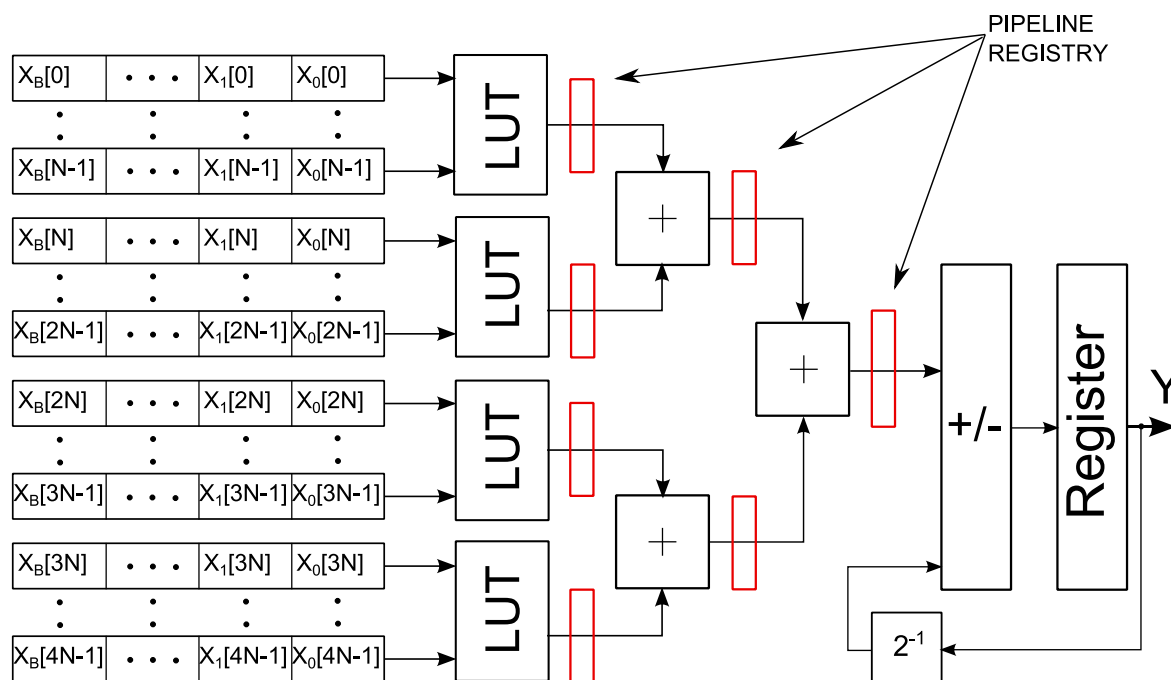 PIPELINE
REGISTRY
X_B[0] • • • X_1[0] X_0[0]
X_B[N-1] • • • X_1[N-1] X_0[N-1]
LUT
X_B[N] • • • X_1[N] X_0[N]
X_B[2N-1] • • • X_1[2N-1] X_0[2N-1]
LUT
X_B[2N] • • • X_1[2N] X_0[2N]
X_B[3N-1] • • • X_1[3N-1] X_0[3N-1]
LUT
X_B[3N] • • • X_1[3N] X_0[3N]
X_B[4N-1] • • • X_1[4N-1] X_0[4N-1]
LUT
+
+
+
+/-
Register
Y
2^-1